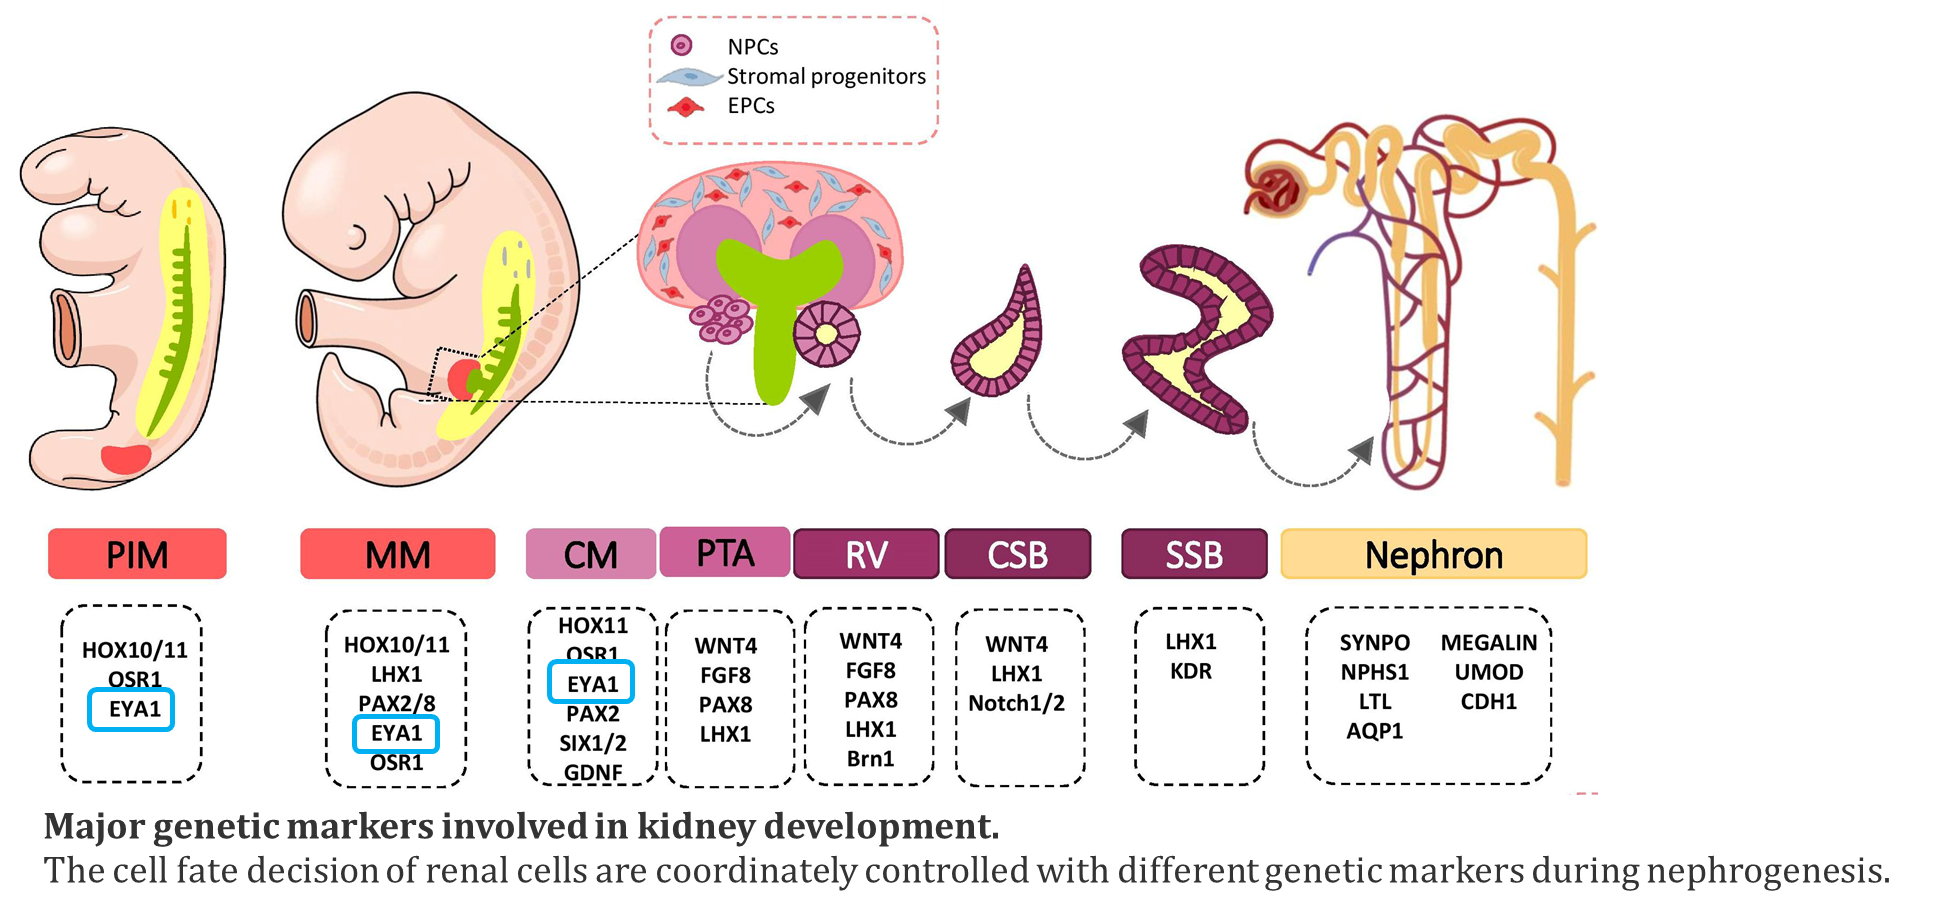 NPCs
Stromal progenitors
EPCs
PIM
MM
CM
PTA
RV
CSB
SSB
Nephron
HOX10/11
OSR1
EYA1
HOX10/11
LHX1
PAX2/8
EYA1
OSR1
HOX11
OSR1
EYA1
PAX2
SIX1/2
GDNF
WNT4
FGF8
PAX8
LHX1
WNT4
FGF8
PAX8
LHX1
Brn1
WNT4
LHX1
Notch1/2
LHX1
KDR
SYNPO
NPHS1
LTL
AQP1
MEGALIN
UMOD
CDH1
Major genetic markers involved in kidney development.
The cell fate decision of renal cells are coordinately controlled with different genetic markers during nephrogenesis.